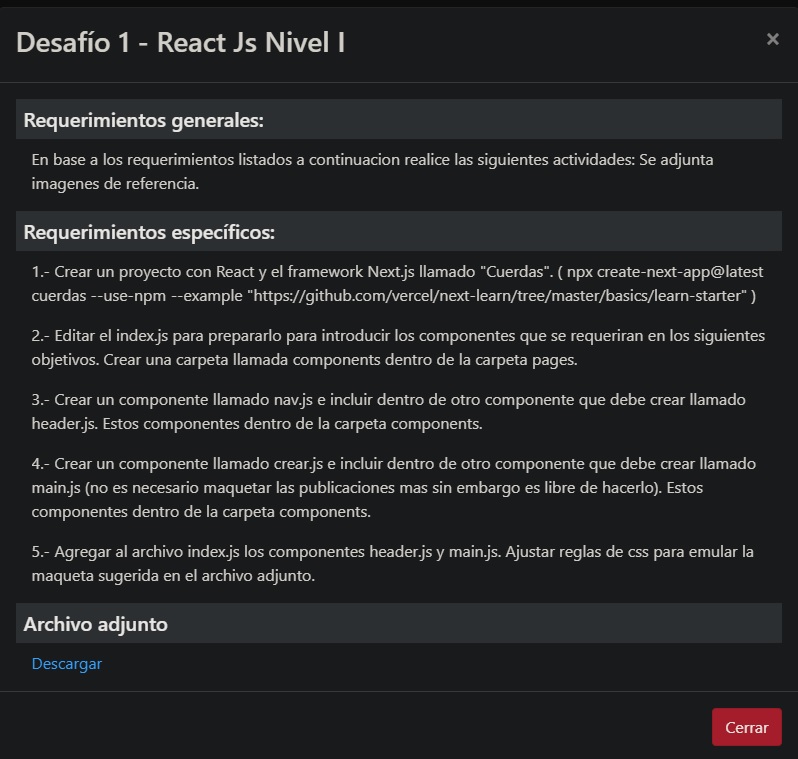 Desafío 1 - React Js Nivel I
×
Requerimientos generales:
En base a los requerimientos listados a continuacion realice las siguientes actividades: Se adjunta
imagenes de referencia.
Requerimientos específicos:
1.- Crear un proyecto con React y el framework Next.js llamado "Cuerdas". ( npx create-next-app@latest
cuerdas --use-npm --example "https://github.com/vercel/next-learn/tree/master/basics/learn-starter" )
2.- Editar el index.js para prepararlo para introducir los componentes que se requeriran en los siguientes
objetivos. Crear una carpeta llamada components dentro de la carpeta pages.
3.- Crear un componente llamado nav.js e incluir dentro de otro componente que debe crear llamado
header.js. Estos componentes dentro de la carpeta components.
4.- Crear un componente llamado crear.js e incluir dentro de otro componente que debe crear llamado
main.js (no es necesario maquetar las publicaciones mas sin embargo es libre de hacerlo). Estos
componentes dentro de la carpeta components.
5.- Agregar al archivo index.js los componentes header.js y main.js. Ajustar reglas de css para emular la
maqueta sugerida en el archivo adjunto.
Archivo adjunto
Descargar
Cerrar